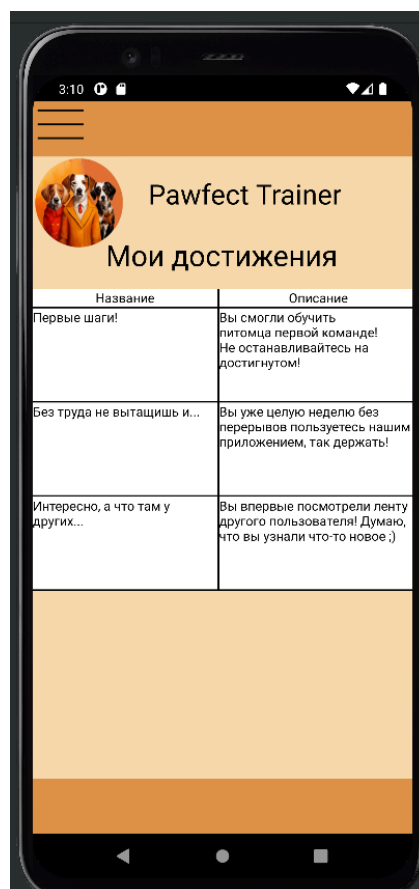 3:10
Pawfect Trainer
Мои достижения
Название
Описание
Первые шаги!
Вы смогли обучить
питомца первой команде!
Не останавливайтесь на
достигнутом!
Без труда не вытащишь и...
Вы уже целую неделю без
перерывов пользуетесь нашим
приложением, так держать!
Интересно, а что там у
других...
Вы впервые посмотрели ленту
другого пользователя! Думаю,
что вы узнали что-то новое ;)